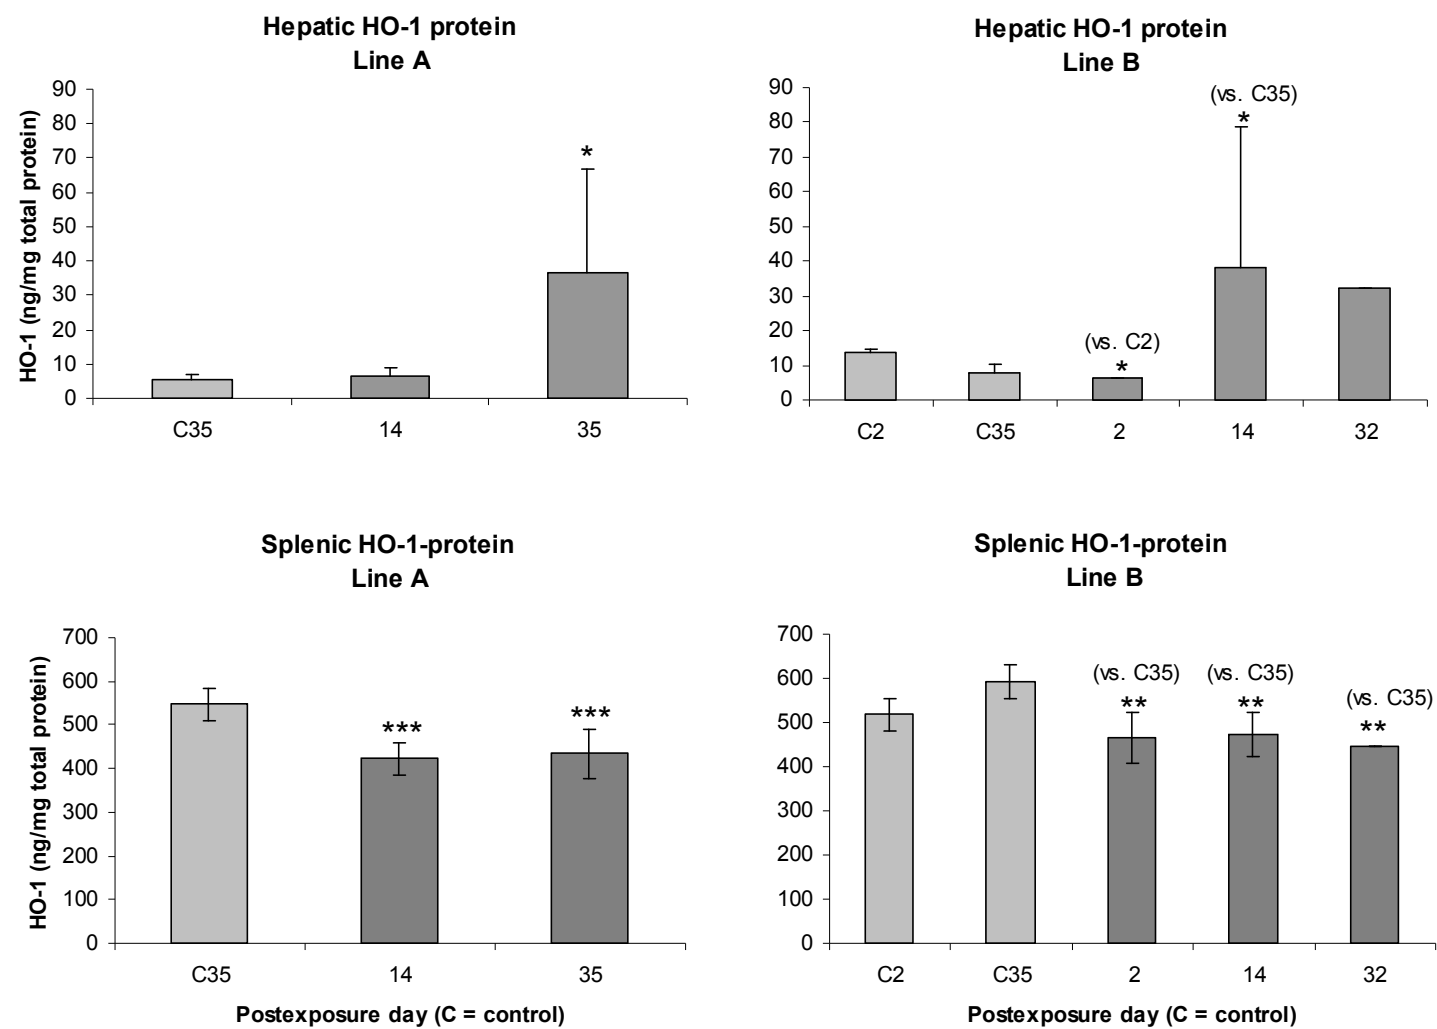 Hepatic HO-1 protein
Line A
HO-1 (ng/mg total protein)
90
80
70
60
50
40
30
20
10
0
*
C35 14 35
Hepatic HO-1 protein
Line B
90
80
70
60
50
40
30
20
10
0
(vs. C35)
*
(vs. C2)
*
C2 C35 2 14 32
Splenic HO-1-protein
Line A
HO-1 (ng/mg total protein)
700
600
500
400
300
200
100
0
*** ***
C35 14 35
Postexposure day (C = control)
Splenic HO-1-protein
Line B
700
600
500
400
300
200
100
0
(vs. C35) (vs. C35) (vs. C35)
** ** **
C2 C35 2 14 32
Postexposure day (C = control)